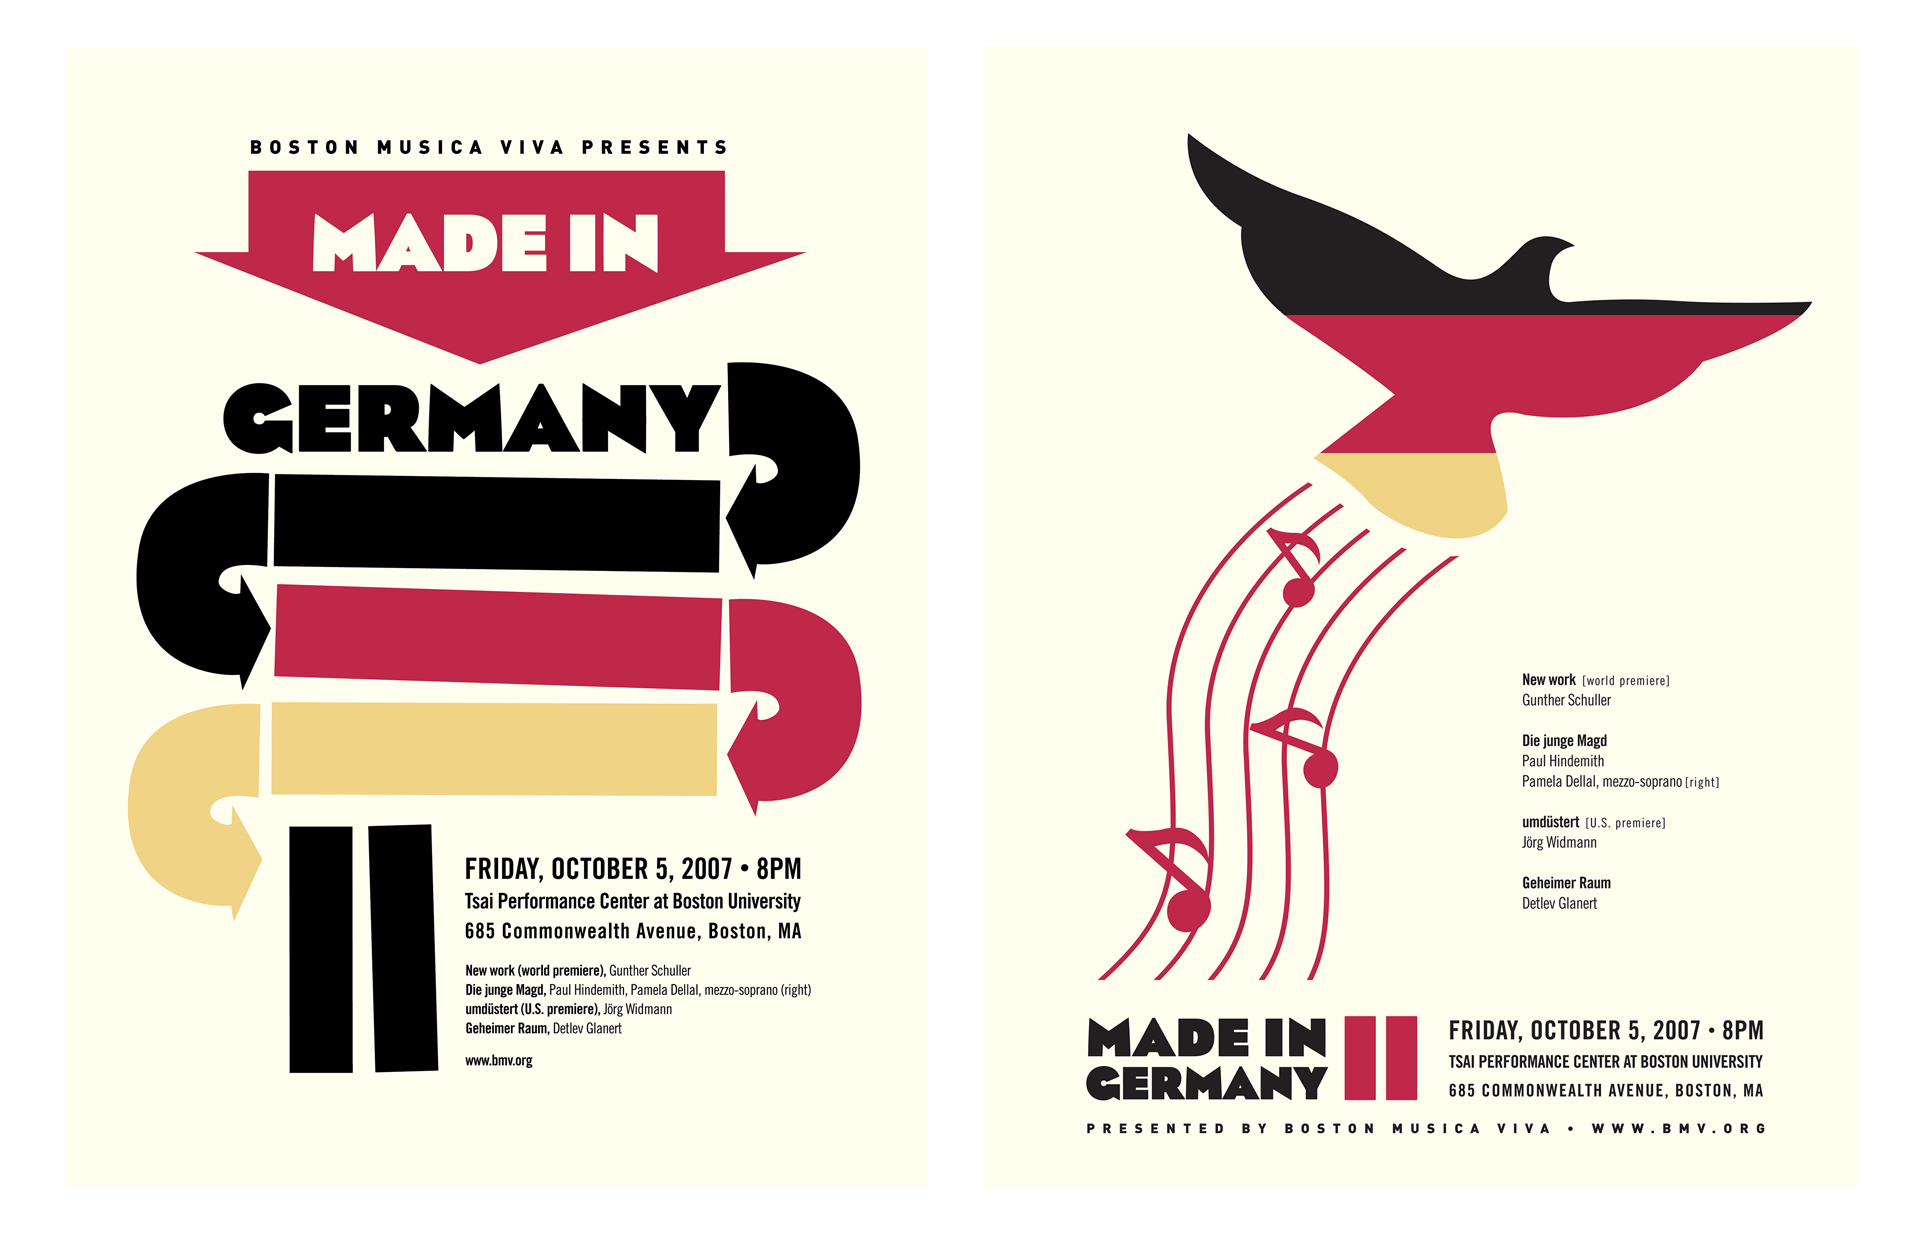 BOSTON MUSICA VIVA PRESENTS
MADE IN
GERMANY
II
FRIDAY, OCTOBER 5, 2007 • 8PM
Tsai Performance Center at Boston University
685 Commonwealth Avenue, Boston, MA
New work (world premiere), Gunther Schuller
Die junge Magd, Paul Hindemith, Pamela Dellal, mezzo-soprano (right)
umdüstert (U.S. premiere), Jörg Widmann
Geheimer Raum, Detlev Glanert
www.bmv.org
New work [world premiere]
Gunther Schuller
Die junge Magd
Paul Hindemith
Pamela Dellal, mezzo-soprano [right]
umdüstert [U.S. premiere]
Jörg Widmann
Geheimer Raum
Detlev Glanert
MADE IN
GERMANY II
FRIDAY, OCTOBER 5, 2007 • 8PM
TSAI PERFORMANCE CENTER AT BOSTON UNIVERSITY
685 COMMONWEALTH AVENUE, BOSTON, MA
PRESENTED BY BOSTON MUSICA VIVA • WWW.BMV.ORG